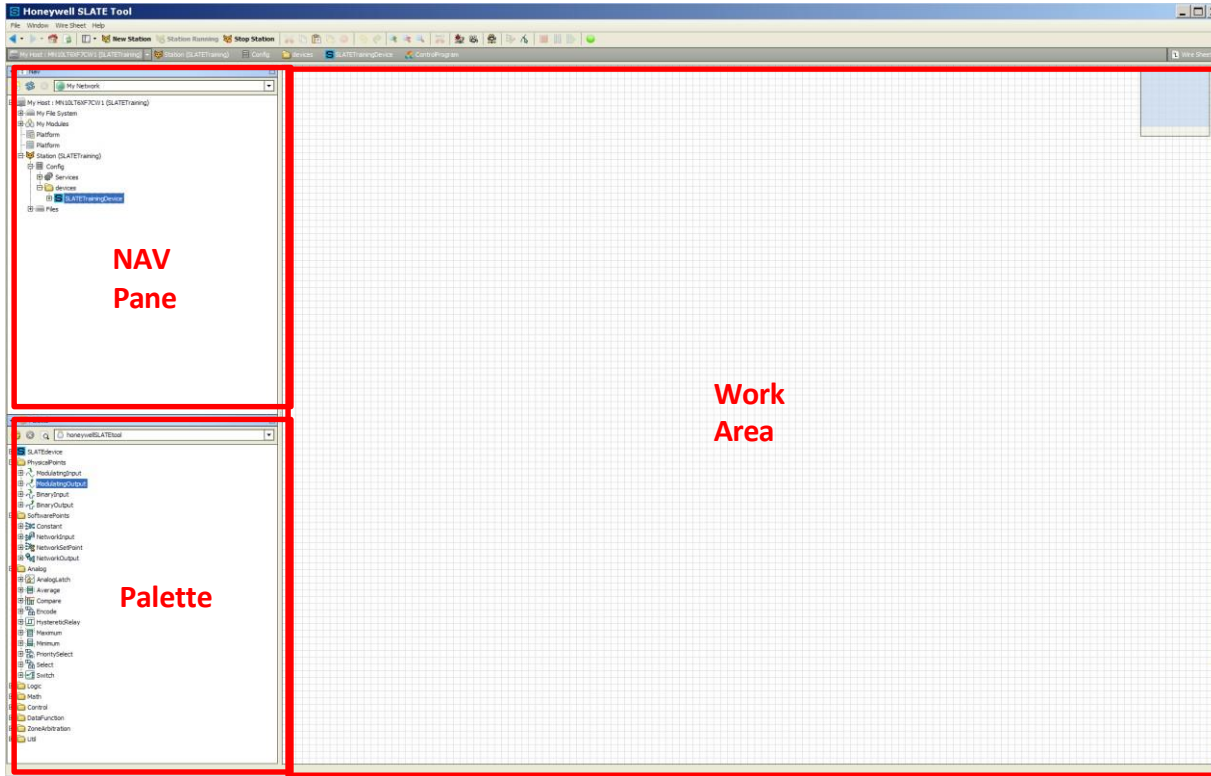 Honeywell SLATE Tool
File Window Wire Sheet Help
New Station Station Running Stop Station
My Host : MN10LT6XF7CW1 (SLATETraining) Station (SLATETraining) Config devices SLATETrainingDevice ControlProgram Wire Sheet
Nav
My Network
My Host : MN10LT6XF7CW1 (SLATETraining)
My File System
My Modules
Platform
Platform
Station (SLATETraining)
Config
Services
devices
SLATETrainingDevice
Files
NAV
Pane
Work
Area
honeywellSLATEtool
SLATEdevice
PhysicalPoints
ModulatingInput
ModulatingOutput
BinaryInput
BinaryOutput
SoftwarePoints
Constant
NetworkInput
NetworkSetPoint
NetworkOutput
Analog
AnalogLatch
Average
Compare
Encode
HystereticRelay
Maximum
Minimum
PrioritySelect
Select
Switch
Logic
Math
Control
DataFunction
ZoneArbitration
Util
Palette